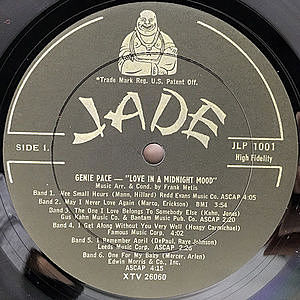 "Trade Mark Reg. U.S. Patent Off.
JADE
SIDE I.
JLP 1001
High Fidelity
GENIE PACE — "LOVE IN A MIDNIGHT MOOD"
Music Arr. & Cond. by Frank Metis
Band 1. Wee Small Hours (Mann, Hillard) Redd Evans Music Co. ASCAP 4:05
Band 2. May I Never Love Again (Marco, Erickson) BMI 3:54
Band 3. The One I Love Belongs To Somebody Else (Kahn, Jones)
Gus Kahn Music Co. & Bantam Music Pub. Co. ASCAP 2:26
Band 4. I Get Along Without You Very Well (Hoagy Carmichael)
Famous Music Corp. 4:02
Band 5. I Remember April (DePaul, Raye, Johnson)
Leeds Music Corp. ASCAP 2:26
Band 6. One For My Baby (Mercer, Arlen)
Edwin Morris & Co., Inc.
ASCAP 4:15
XTV 26060